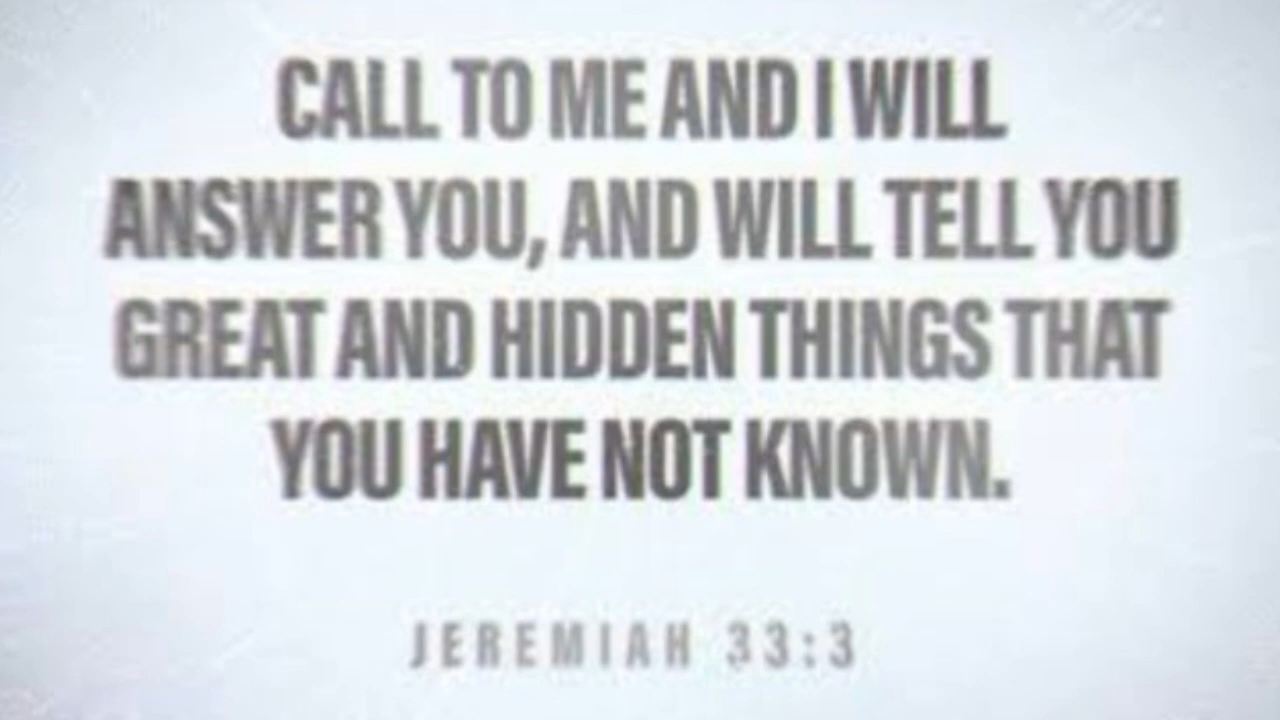 CALL TO ME AND I WILL
ANSWER YOU, AND WILL TELL YOU
GREAT AND HIDDEN THINGS THAT
YOU HAVE NOT KNOWN.
JEREMIAH 33:3